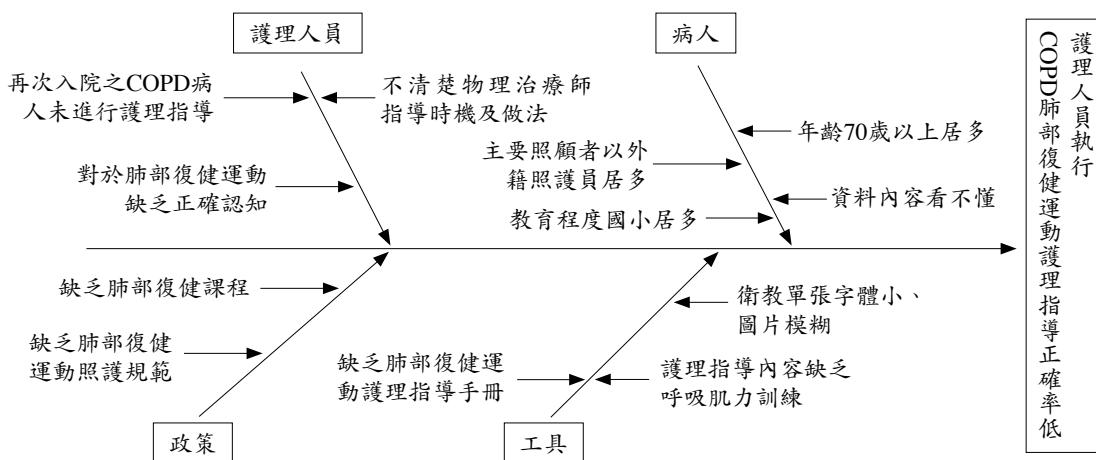 護理人員
病人
再次入院之COPD病
人未進行護理指導
不清楚物理治療師
指導時機及做法
對於肺部復健運動
缺乏正確認知
年齡70歲以上居多
主要照顧者以外
籍照護員居多
資料內容看不懂
教育程度國小居多
護理人員執行
COPD肺部復健運動護理指導正確率低
缺乏肺部復健課程
缺乏肺部復健
運動照護規範
衛教單張字體小、
圖片模糊
缺乏肺部復健運
動護理指導手冊
護理指導內容缺乏
呼吸肌力訓練
政策
工具